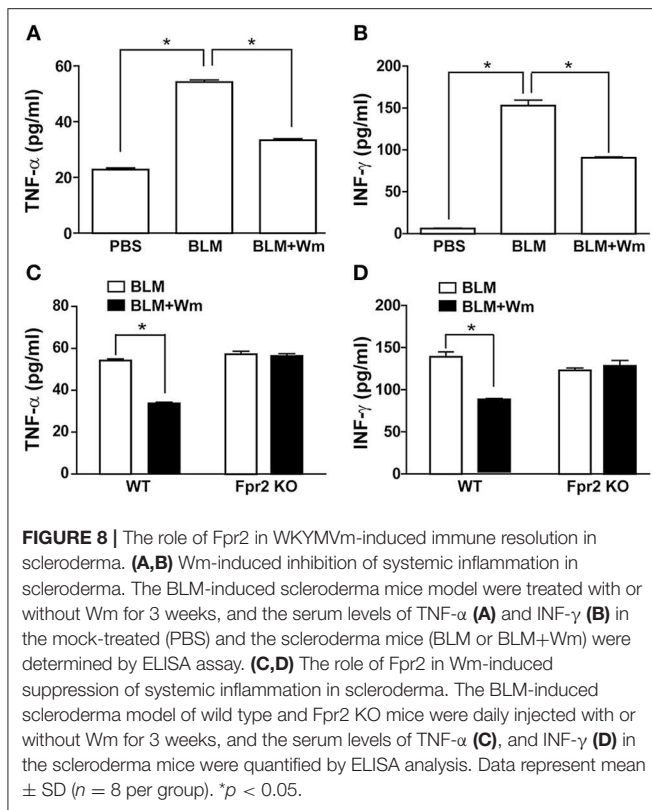 A
* *
60
40
20
0
TNF-α (pg/ml)
PBS BLM BLM+Wm
B
* *
200
150
100
50
0
INF-γ (pg/ml)
PBS BLM BLM+Wm
C
BLM
BLM+Wm
*
80
60
40
20
0
TNF-α (pg/ml)
WT Fpr2 KO
D
BLM
BLM+Wm
*
200
150
100
50
0
INF-γ (pg/ml)
WT Fpr2 KO
FIGURE 8 | The role of Fpr2 in WKYMVm-induced immune resolution in
scleroderma. (A,B) Wm-induced inhibition of systemic inflammation in
scleroderma. The BLM-induced scleroderma mice model were treated with or
without Wm for 3 weeks, and the serum levels of TNF-α (A) and INF-γ (B) in
the mock-treated (PBS) and the scleroderma mice (BLM or BLM+Wm) were
determined by ELISA assay. (C,D) The role of Fpr2 in Wm-induced
suppression of systemic inflammation in scleroderma. The BLM-induced
scleroderma model of wild type and Fpr2 KO mice were daily injected with or
without Wm for 3 weeks, and the serum levels of TNF-α (C), and INF-γ (D) in
the scleroderma mice were quantified by ELISA analysis. Data represent mean
± SD (n = 8 per group). *p < 0.05.